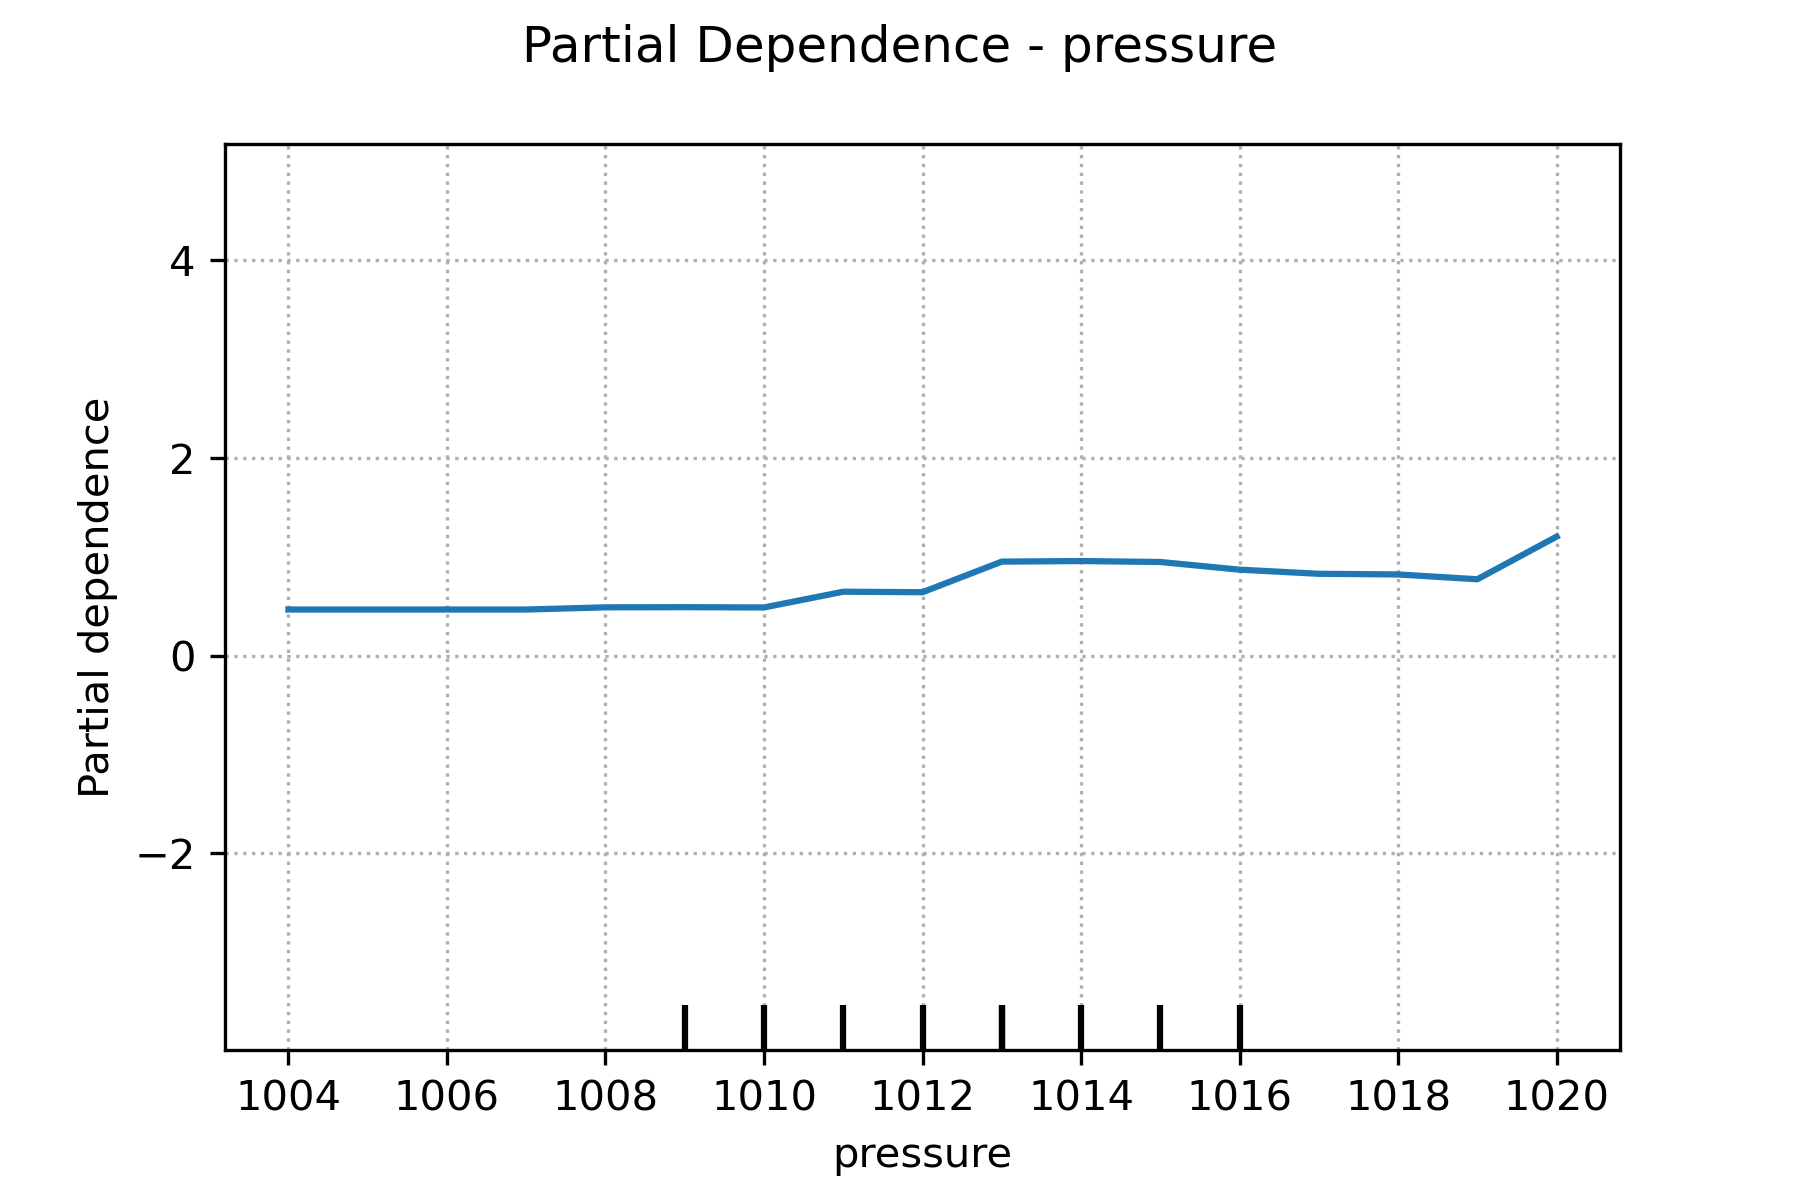 Partial Dependence - pressure
4
2
0
−2
Partial dependence
1004 1006 1008 1010 1012 1014 1016 1018 1020
pressure